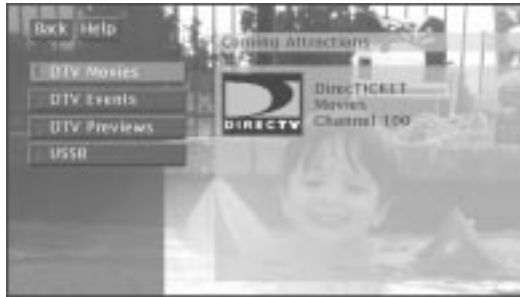 Back Help
Coming Attractions
DTV Movies
DTV Events
DTV Previews
USSB
DIRECTV
DirecTICKET
Movies
Channel 100